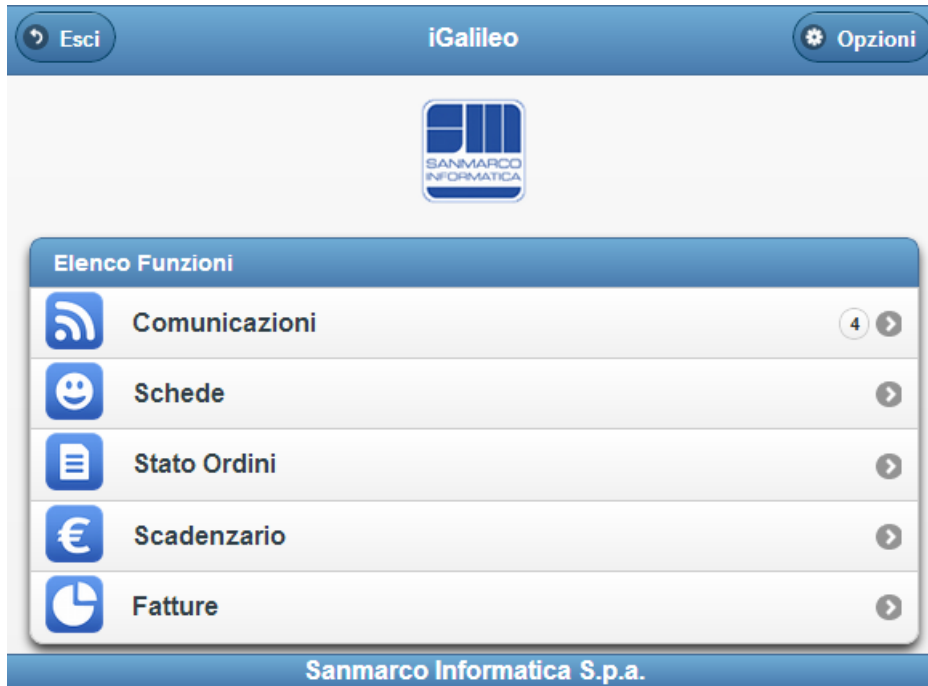 Esci iGalileo Opzioni
SANMARCO
INFORMATICA
Elenco Funzioni
Comunicazioni 4
Schede
Stato Ordini
€ Scadenzario
Fatture
Sanmarco Informatica S.p.a.